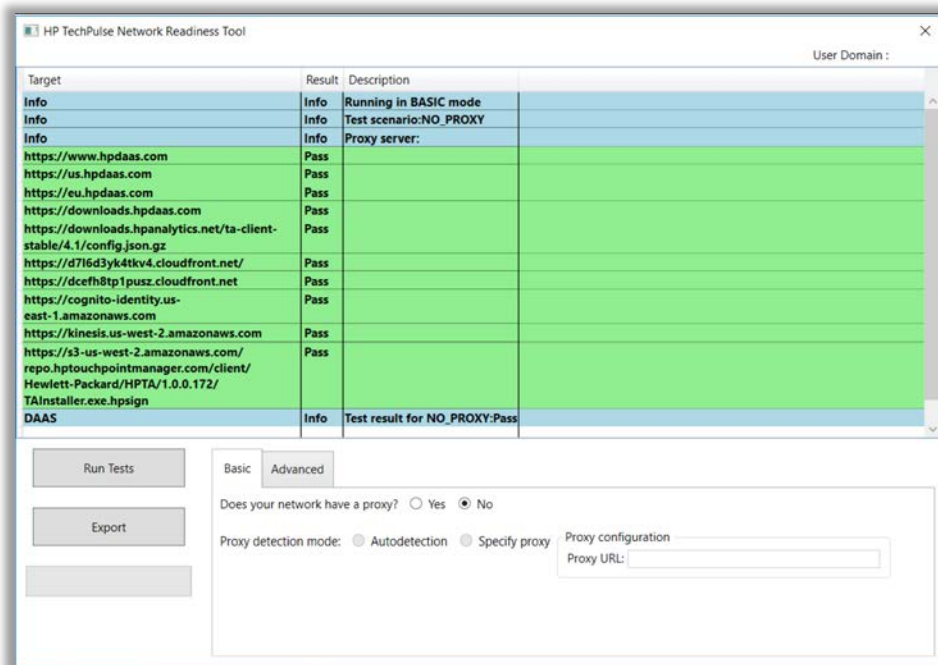 HP TechPulse Network Readiness Tool
User Domain :
Target Result Description
Info Info Running in BASIC mode
Info Info Test scenario:NO_PROXY
Info Info Proxy server:
https://www.hpdaas.com Pass
https://us.hpdaas.com Pass
https://eu.hpdaas.com Pass
https://downloads.hpdaas.com Pass
https://downloads.hpanalytics.net/ta-client- Pass
stable/4.1/config.json.gz
https://d7l6d3yk4tkv4.cloudfront.net/ Pass
https://dcefh8tp1pusz.cloudfront.net Pass
https://cognito-identity.us- Pass
east-1.amazonaws.com
https://kinesis.us-west-2.amazonaws.com Pass
https://s3-us-west-2.amazonaws.com/ Pass
repo.hptouchpointmanager.com/client/
Hewlett-Packard/HPTA/1.0.0.172/
TAInstaller.exe.hpsign
DAAS Info Test result for NO_PROXY:Pass
Run Tests
Basic Advanced
Does your network have a proxy? Yes No
Export
Proxy detection mode: Autodetection Specify proxy
Proxy configuration
Proxy URL: